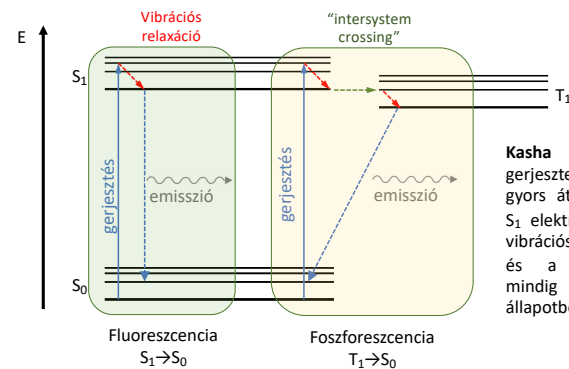 Vibrációs
relaxáció
"intersystem
crossing"
E
S₁
T₁
gerjesztés
emisszió
gerjesztés
emisszió
S₀
Fluoreszcencia
S₁→S₀
Foszforeszcencia
T₁→S₀
Kasha
gerjeszte
gyors át
S₁ elekt
vibrációs
és a
mindig
állapotb